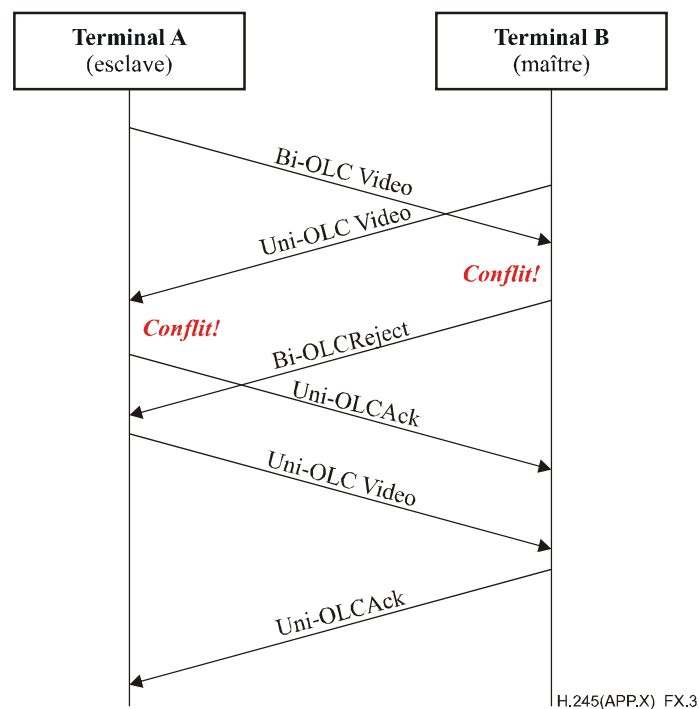 Terminal A
(esclave)
Terminal B
(maître)
Bi-OLC Video
Uni-OLC Video
Conflit!
Conflit!
Bi-OLCReject
Uni-OLCAck
Uni-OLC Video
Uni-OLCAck
H.245(APP.X)_FX.3